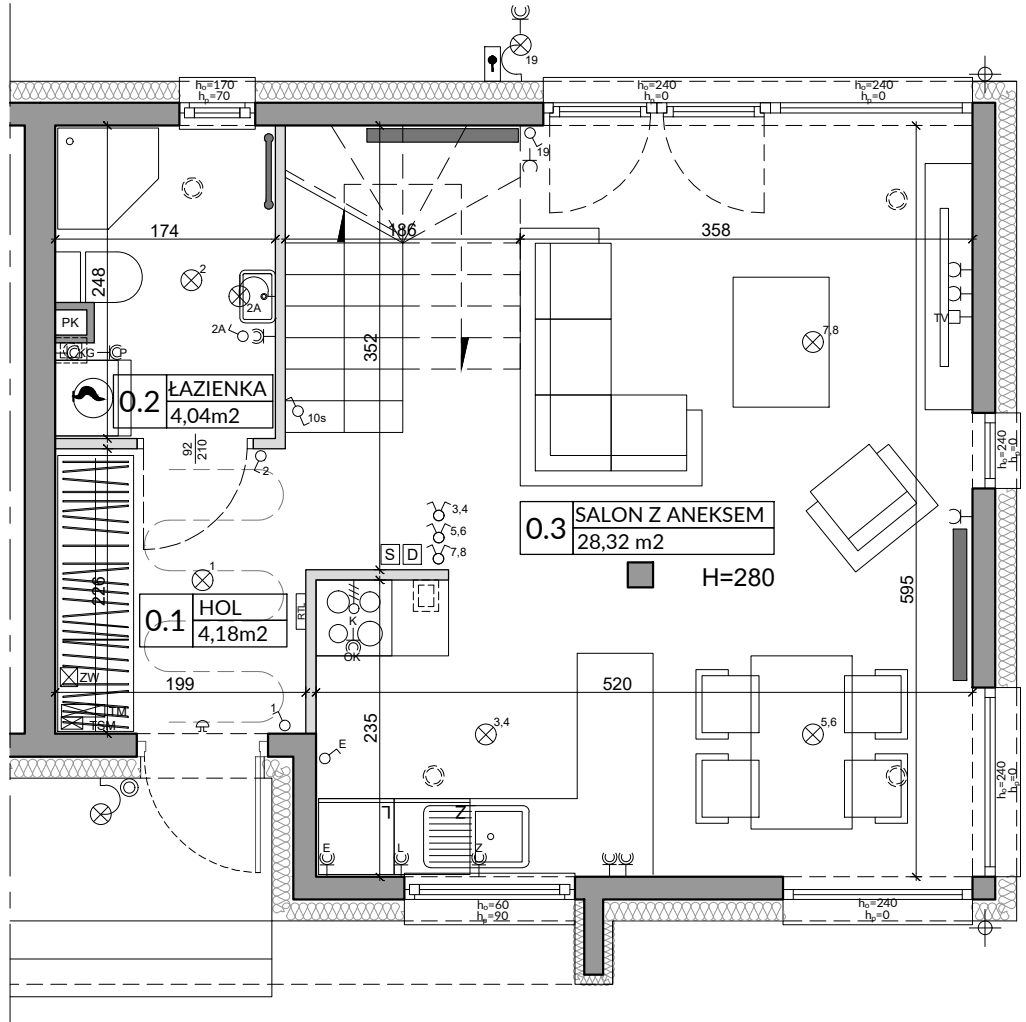 19
hₒ=170
hₚ=70
hₒ=240
hₚ=0
hₒ=240
hₚ=0
19
174
186
358
2
248
2A
2A
PK
KG
P
352
TV
7,8
0.2 ŁAZIENKA
4,04m2
10s
92
210
2
hₒ=240
hₚ=0
3,4
5,6
7,8
S D
0.3 SALON Z ANEKSEM
28,32 m2
H=280
595
1
226
0.1 HOL
4,18m2
RTL
K
OK
ZW
199
520
TM
TSM
1
235
3,4
5,6
E
hₒ=240
hₚ=0
L
Z
E
L
Z
hₒ=60
hₚ=90
hₒ=240
hₚ=0